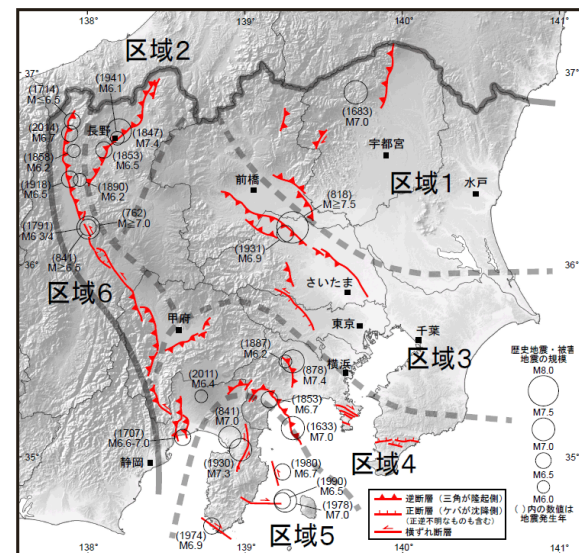 138°
139°
140°
141°
区域2
37°
37°
(1941)
M6.1
(1714)
M≤6.5
(2014)
M6.7
長野
(1847)
M7.4
(1683)
M7.0
(1858)
M6.2
(1853)
M6.5
宇都宮
(1918)
M6.5
(1890)
M6.2
前橋
(818)
M≥7.5
区域1
水戸
(1791)
M6 3/4
(762)
M≥7.0
(1931)
M6.9
(841)
M≥6.5
36°
36°
区域6
さいたま
甲府
東京
千葉
(1887)
M6.2
横浜
(878)
M7.4
区域3
歴史地震・被害
地震の規模
M8.0
M7.5
M7.0
M6.5
M6.0
( )内の数値は
地震発生年
(2011)
M6.4
(1853)
M6.7
(1707)
M6.6-7.0
(841)
M7.0
(1633)
M7.0
35°
35°
静岡
(1930)
M7.3
(1980)
M6.7
区域4
(1990)
M6.5
(1978)
M7.0
(1974)
M6.9
区域5
逆断層(三角が隆起側)
正断層(ケバが沈降側)
(正逆不明なものも含む)
横ずれ断層
138°
139°
140°
141°